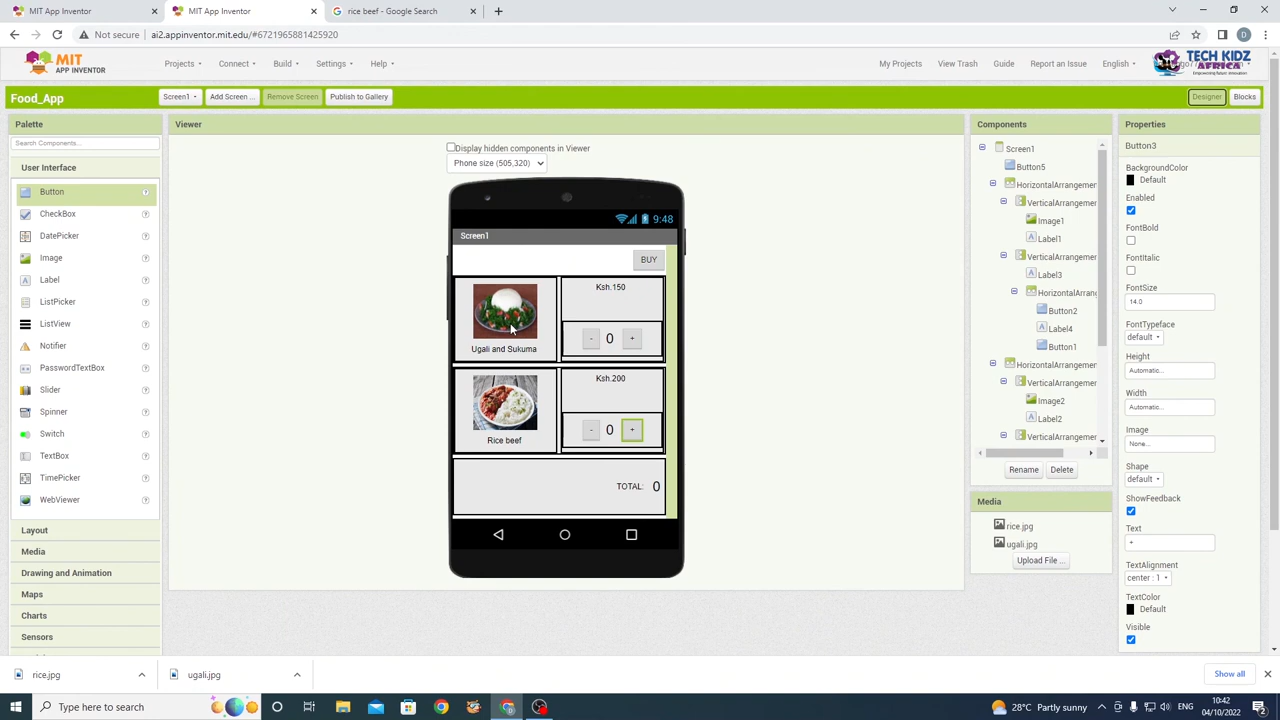 MIT App Inventor
MIT App Inventor
rice beef - Google Search
Not secure
ai2.appinventor.mit.edu/#6721965881425920
D
MIT
APP INVENTOR
Projects
Connect
Build
Settings
Help
My Projects
View Trash
Guide
Report an Issue
English
TECH KIDZ
AFRICA
Food_App
Screen1
Add Screen ...
Remove Screen
Publish to Gallery
Designer
Blocks
Palette
Viewer
Components
Properties
Search Components...
User Interface
Button
CheckBox
DatePicker
Image
Label
ListPicker
ListView
Notifier
PasswordTextBox
Slider
Spinner
Switch
TextBox
TimePicker
WebViewer
Layout
Media
Drawing and Animation
Maps
Charts
Sensors
Display hidden components in Viewer
Phone size (505,320)
9:48
Screen1
BUY
Ksh.150
- 0 +
Ugali and Sukuma
Ksh.200
- 0 +
Rice beef
TOTAL: 0
Screen1
Button5
HorizontalArrangemen
VerticalArrangemen
Image1
Label1
VerticalArrangemen
Label3
HorizontalArrang
Button2
Label4
Button1
HorizontalArrangemen
VerticalArrangemen
Image2
Label2
VerticalArrangemen
Rename
Delete
Media
rice.jpg
ugali.jpg
Upload File ...
Button3
BackgroundColor
Default
Enabled
FontBold
FontItalic
FontSize
14.0
FontTypeface
default
Height
Automatic...
Width
Automatic...
Image
None...
Shape
default
ShowFeedback
Text
+
TextAlignment
center : 1
TextColor
Default
Visible
rice.jpg
ugali.jpg
Show all
Type here to search
28°C Partly sunny
10:42
04/10/2022
2